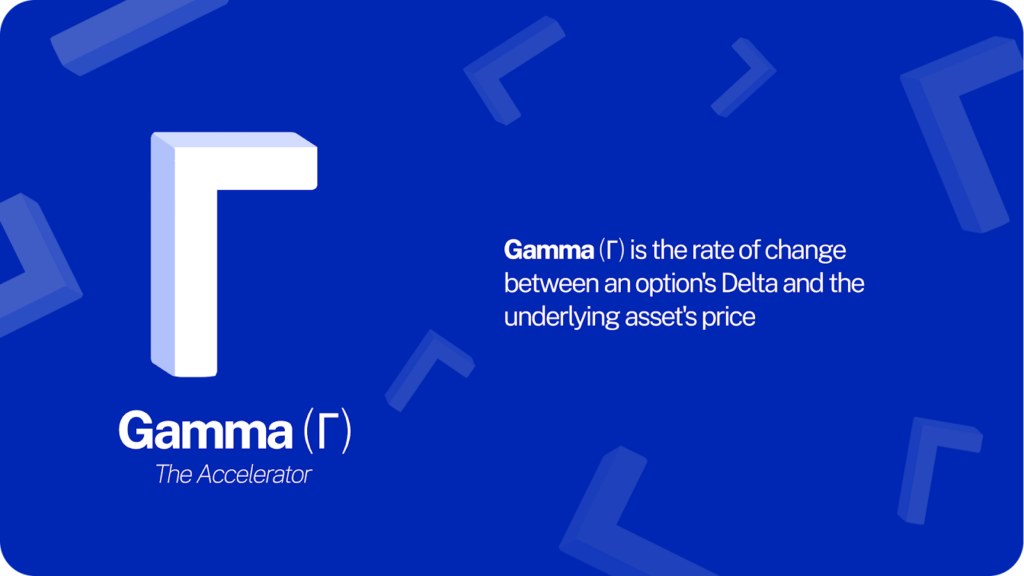 Γ
Gamma (Γ)
The Accelerator
Gamma (Γ) is the rate of change
between an option's Delta and the
underlying asset's price